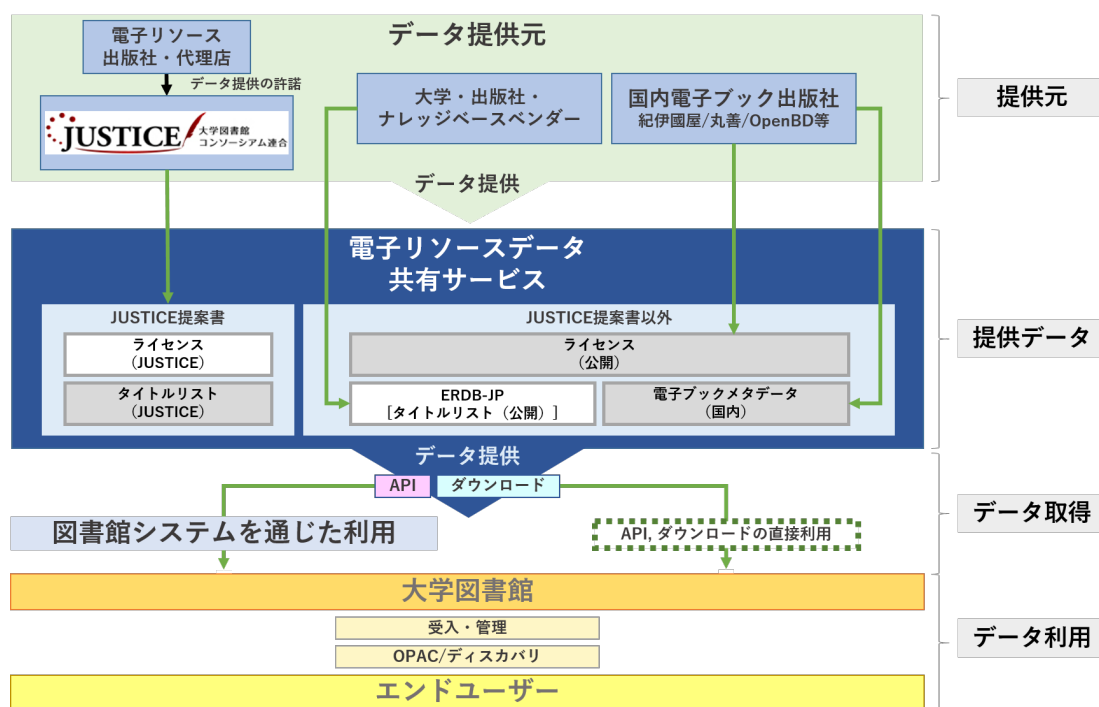 データ提供元
電子リソース
出版社・代理店
データ提供の許諾
JUSTICE
大学図書館
コンソーシアム連合
大学・出版社・
ナレッジベースベンダー
国内電子ブック出版社
紀伊國屋/丸善/OpenBD等
提供元
データ提供
電子リソースデータ
共有サービス
JUSTICE提案書
ライセンス
（JUSTICE）
タイトルリスト
（JUSTICE）
JUSTICE提案書以外
ライセンス
（公開）
ERDB-JP
［タイトルリスト（公開）］
電子ブックメタデータ
（国内）
提供データ
データ提供
API
ダウンロード
図書館システムを通じた利用
API, ダウンロードの直接利用
データ取得
大学図書館
受入・管理
OPAC/ディスカバリ
エンドユーザー
データ利用